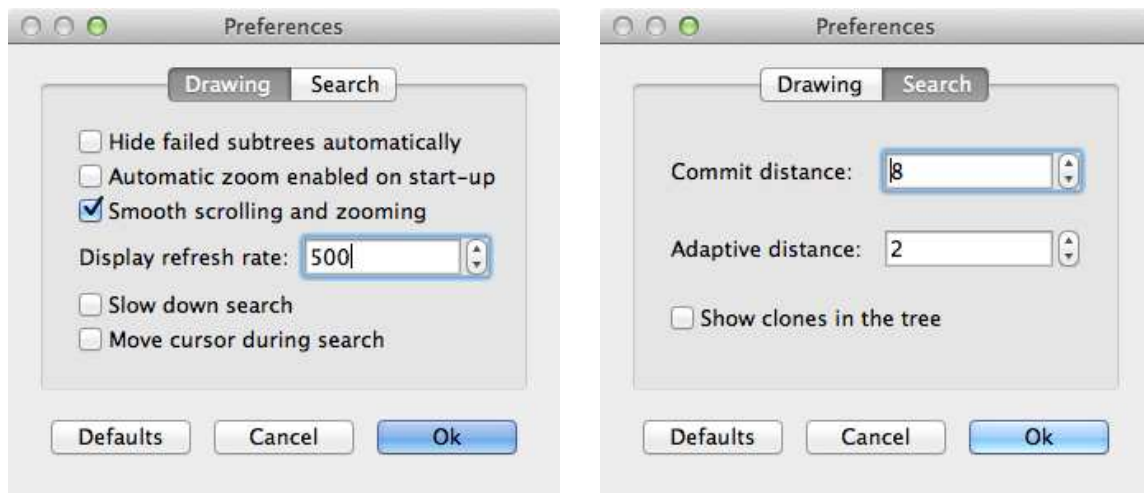 Preferences
Drawing Search
Hide failed subtrees automatically
Automatic zoom enabled on start-up
Smooth scrolling and zooming
Display refresh rate: 500
Slow down search
Move cursor during search
Defaults Cancel Ok
Preferences
Drawing Search
Commit distance: 8
Adaptive distance: 2
Show clones in the tree
Defaults Cancel Ok